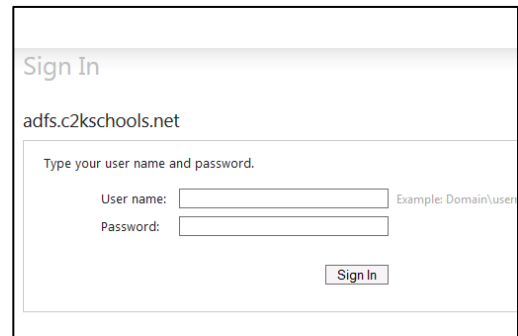 Sign In
adfs.c2kschools.net
Type your user name and password.
User name: Example: Domain\user
Password:
Sign In